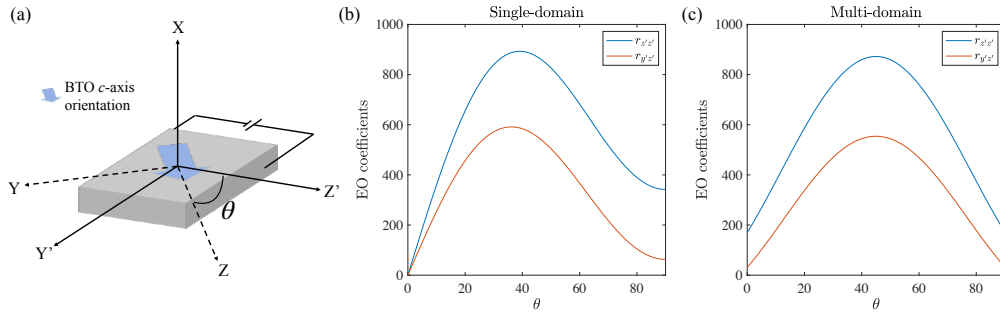 (a)
X
BTO c-axis
orientation
Y
Z'
θ
Y'
Z
(b)
Single-domain
r_{z'z'}
r_{y'z'}
EO coefficients
1000
800
600
400
200
0
0 20 40 60 80
θ
(c)
Multi-domain
r_{z'z'}
r_{y'z'}
EO coefficients
1000
800
600
400
200
0
0 20 40 60 80
θ